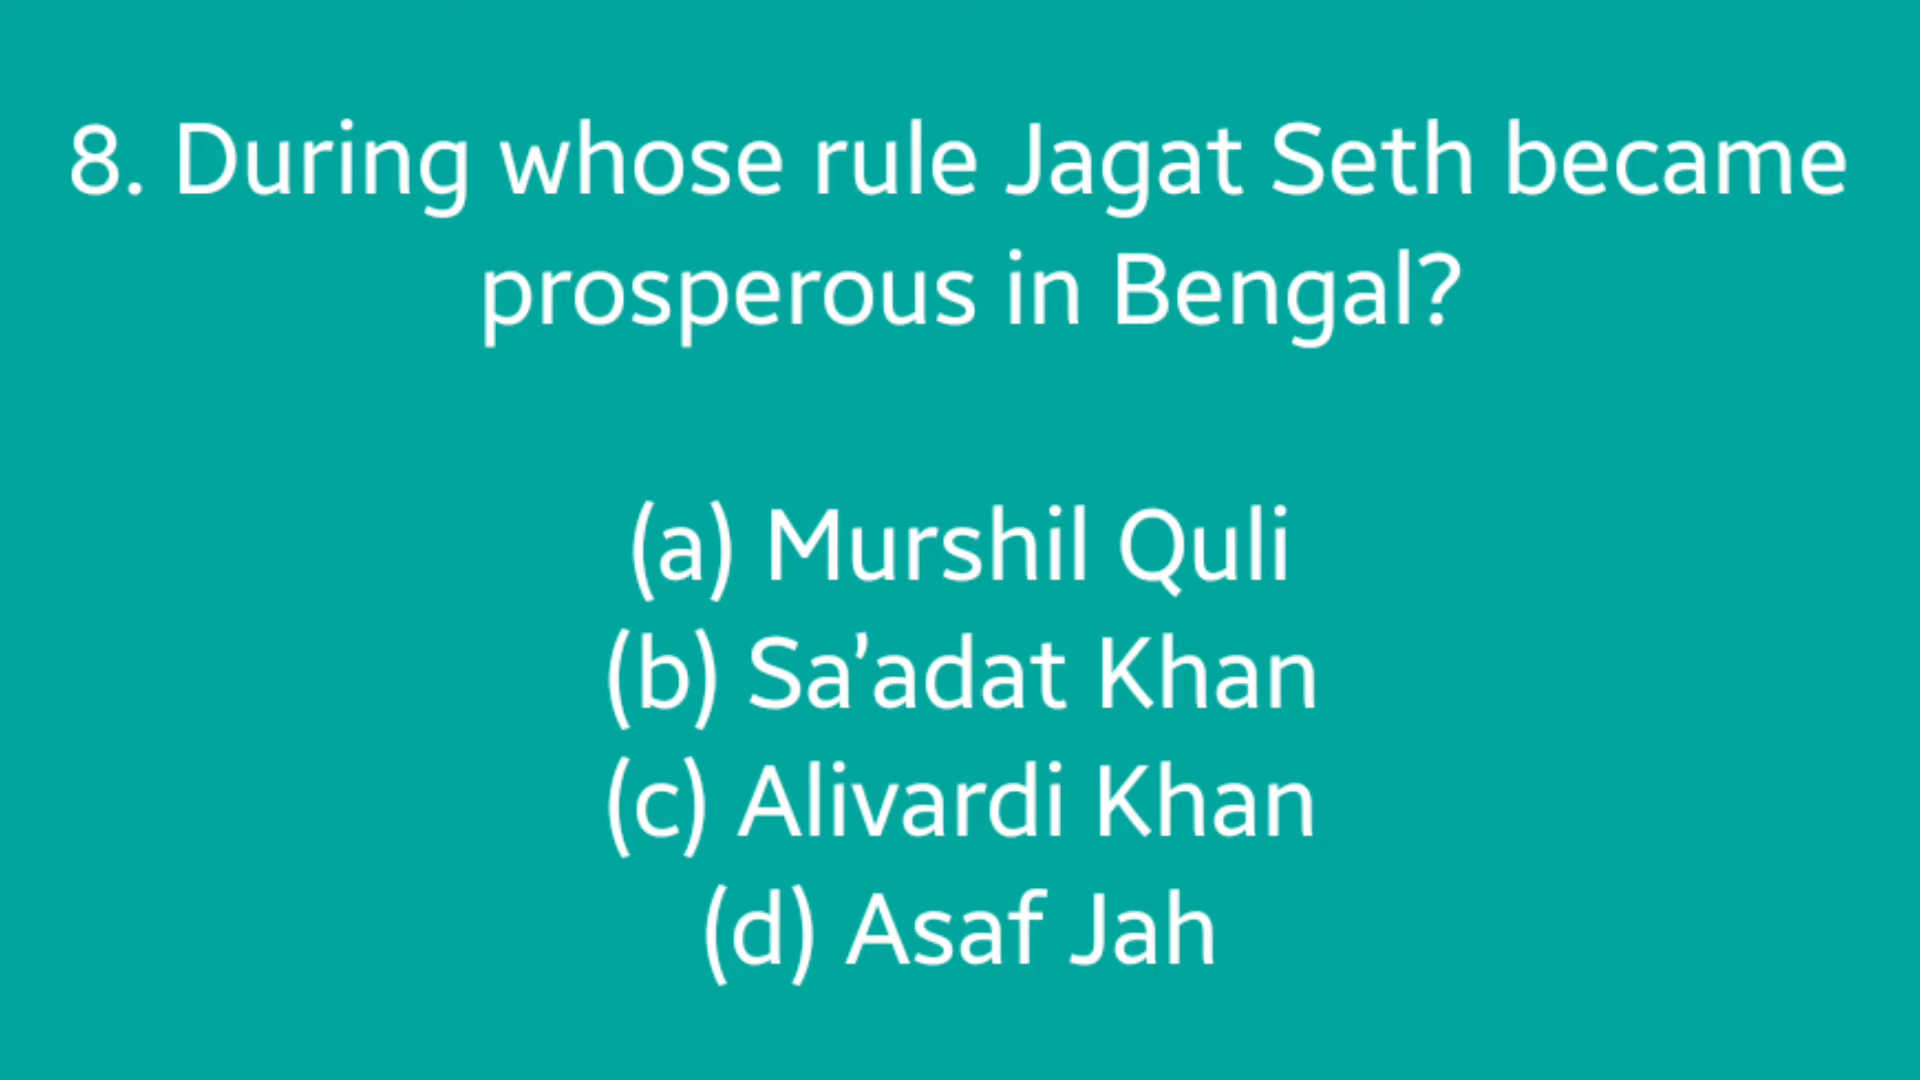 8. During whose rule Jagat Seth became
prosperous in Bengal?
(a) Murshil Quli
(b) Sa’adat Khan
(c) Alivardi Khan
(d) Asaf Jah